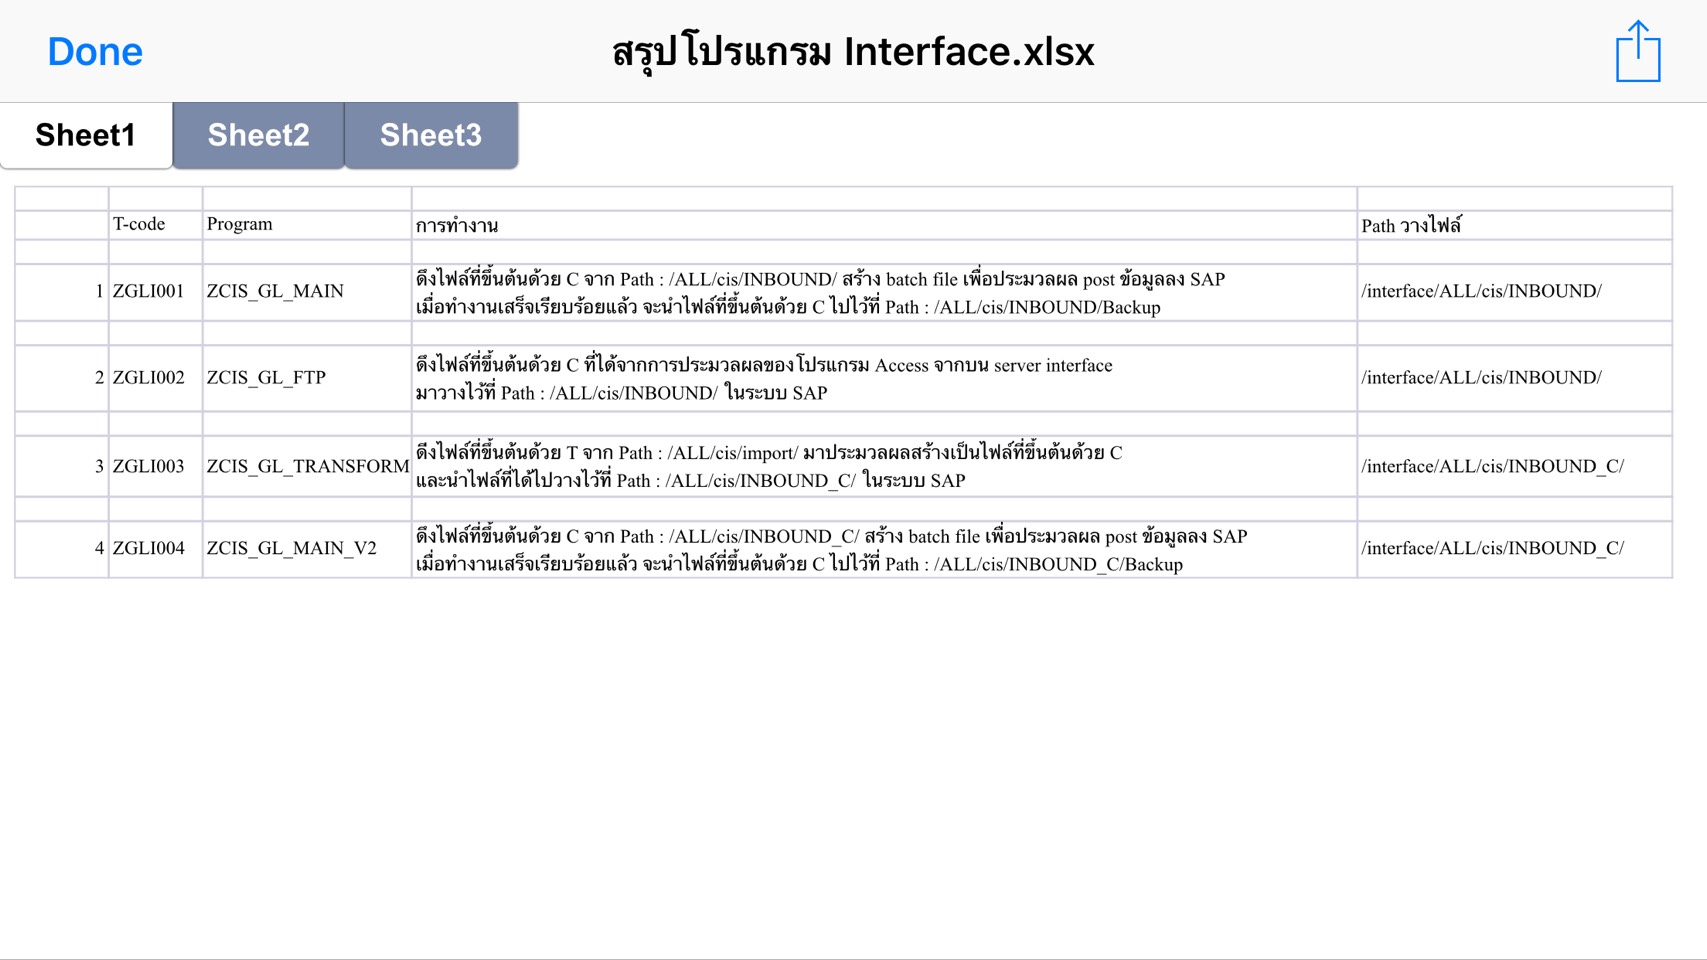 Done
สรุปโปรแกรม Interface.xlsx
Sheet1 Sheet2 Sheet3
T-code Program การทำงาน Path วางไฟล์
1 ZGLI001 ZCIS_GL_MAIN ดึงไฟล์ที่ขึ้นต้นด้วย C จาก Path : /ALL/cis/INBOUND/ สร้าง batch file เพื่อประมวลผล post ข้อมูลลง SAP
เมื่อทำงานเสร็จเรียบร้อยแล้ว จะนำไฟล์ที่ขึ้นต้นด้วย C ไปไว้ที่ Path : /ALL/cis/INBOUND/Backup
/interface/ALL/cis/INBOUND/
2 ZGLI002 ZCIS_GL_FTP ดึงไฟล์ที่ขึ้นต้นด้วย C ที่ได้จากการประมวลผลของโปรแกรม Access จากบน server interface
มาวางไว้ที่ Path : /ALL/cis/INBOUND/ ในระบบ SAP
/interface/ALL/cis/INBOUND/
3 ZGLI003 ZCIS_GL_TRANSFORM ดึงไฟล์ที่ขึ้นต้นด้วย T จาก Path : /ALL/cis/import/ มาประมวลผลสร้างเป็นไฟล์ที่ขึ้นต้นด้วย C
และนำไฟล์ที่ได้ไปวางไว้ที่ Path : /ALL/cis/INBOUND_C/ ในระบบ SAP
/interface/ALL/cis/INBOUND_C/
4 ZGLI004 ZCIS_GL_MAIN_V2 ดึงไฟล์ที่ขึ้นต้นด้วย C จาก Path : /ALL/cis/INBOUND_C/ สร้าง batch file เพื่อประมวลผล post ข้อมูลลง SAP
เมื่อทำงานเสร็จเรียบร้อยแล้ว จะนำไฟล์ที่ขึ้นต้นด้วย C ไปไว้ที่ Path : /ALL/cis/INBOUND_C/Backup
/interface/ALL/cis/INBOUND_C/